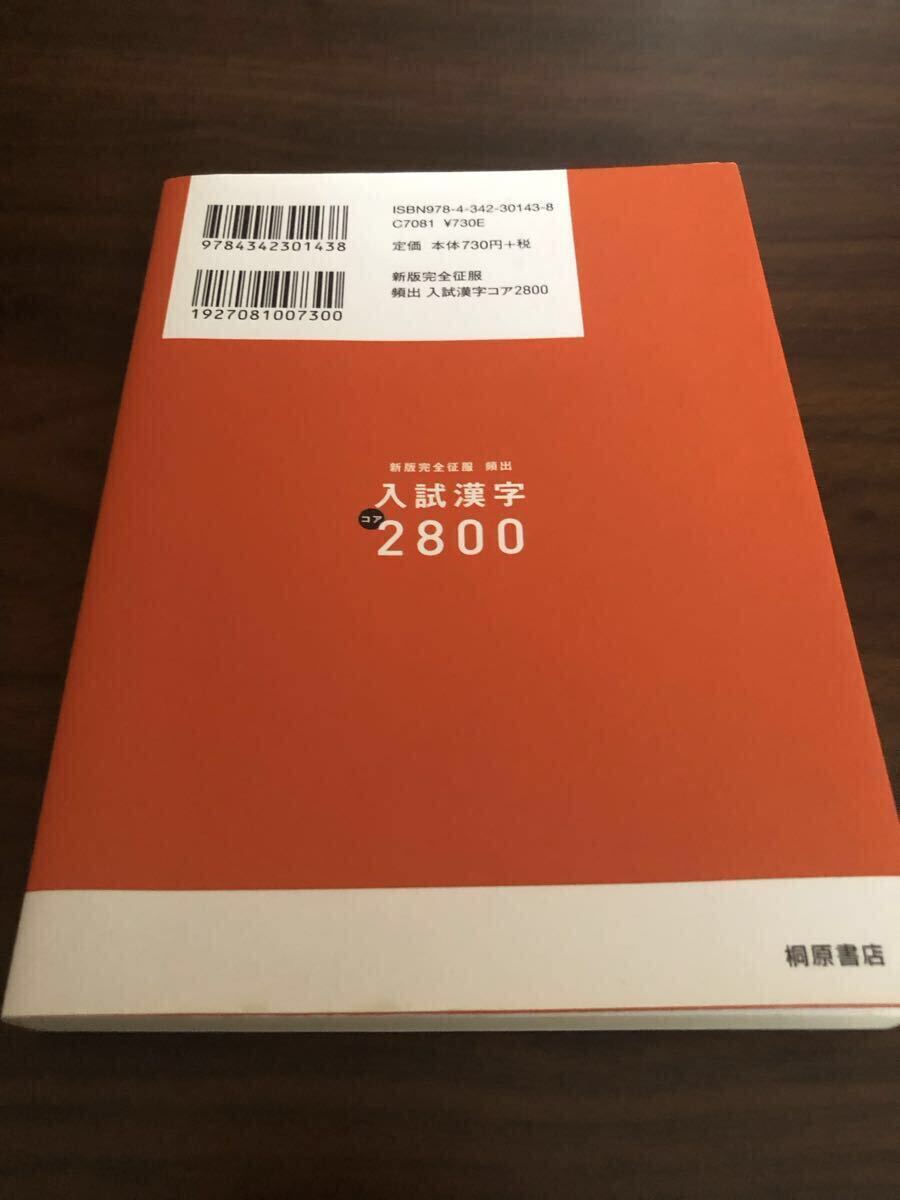 ISBN978-4-342-30143-8
C7081 ¥730E
9784342301438
定価 本体730円+税
新版完全征服
頻出 入試漢字コア2800
1927081007300
新版完全征服 頻出
入試漢字
コア
2800
桐原書店